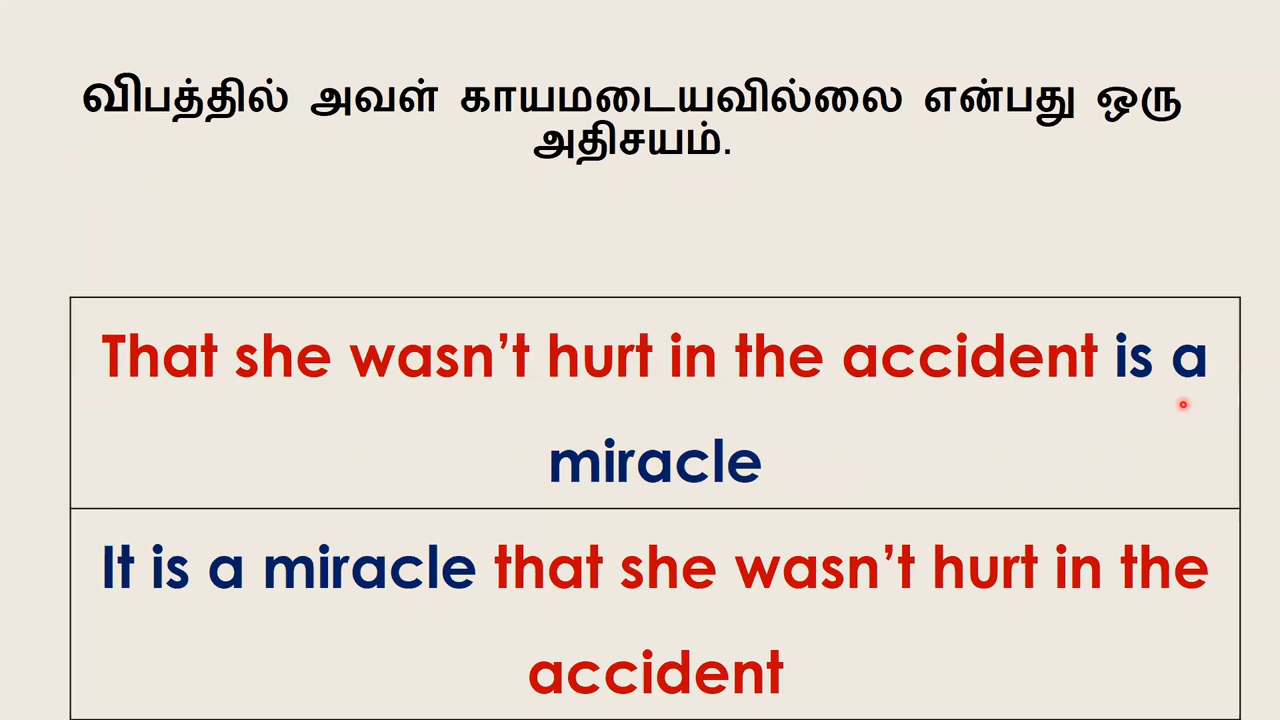 விபத்தில் அவள் காயமடையவில்லை என்பது ஒரு
அதிசயம்.
That she wasn’t hurt in the accident is a
miracle
It is a miracle that she wasn’t hurt in the
accident